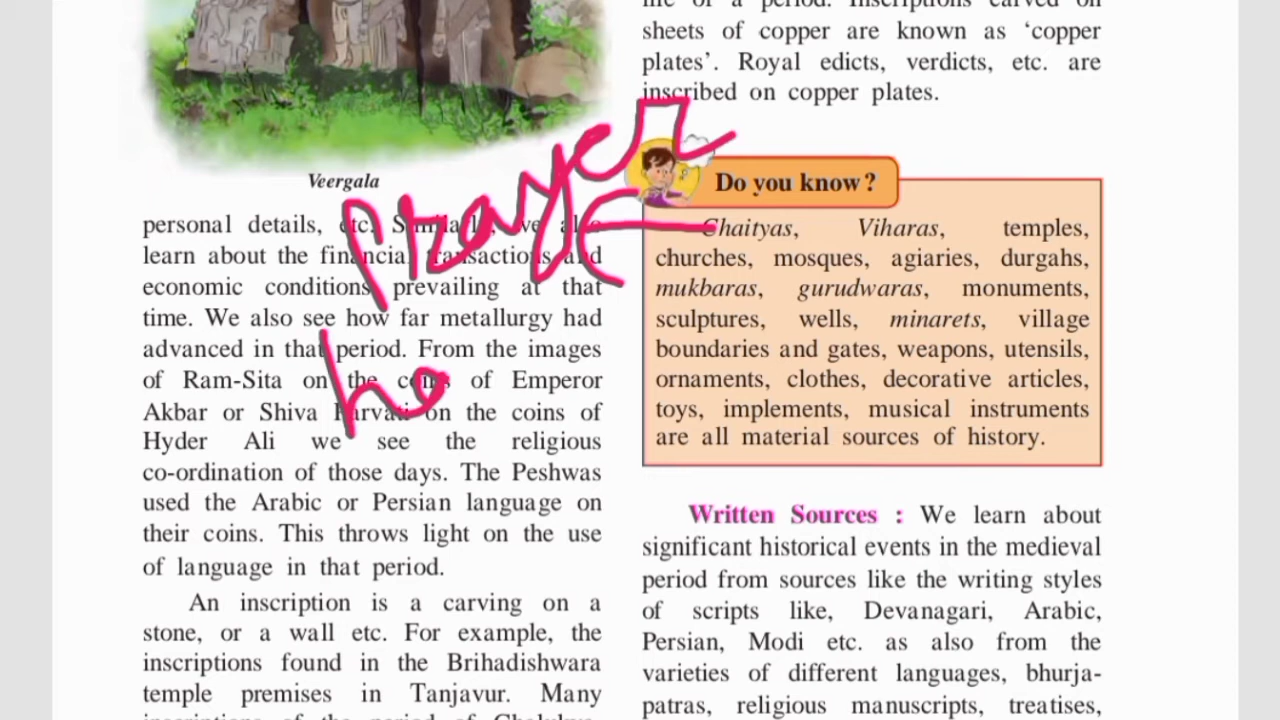 Veergala
personal details, etc. Similarly, we also
learn about the financial transactions and
economic conditions prevailing at that
time. We also see how far metallurgy had
advanced in that period. From the images
of Ram-Sita on the coins of Emperor
Akbar or Shiva Parvati on the coins of
Hyder Ali we see the religious
co-ordination of those days. The Peshwas
used the Arabic or Persian language on
their coins. This throws light on the use
of language in that period.
An inscription is a carving on a
stone, or a wall etc. For example, the
inscriptions found in the Brihadishwara
temple premises in Tanjavur. Many
inscriptions of the period of
life of a period. Inscriptions carved on
sheets of copper are known as ‘copper
plates’. Royal edicts, verdicts, etc. are
inscribed on copper plates.
Do you know?
Chaityas, Viharas, temples,
churches, mosques, agiaries, durgahs,
mukbaras, gurudwaras, monuments,
sculptures, wells, minarets, village
boundaries and gates, weapons, utensils,
ornaments, clothes, decorative articles,
toys, implements, musical instruments
are all material sources of history.
Written Sources : We learn about
significant historical events in the medieval
period from sources like the writing styles
of scripts like, Devanagari, Arabic,
Persian, Modi etc. as also from the
varieties of different languages, bhurja-
patras, religious manuscripts, treatises,
Prayer
ho